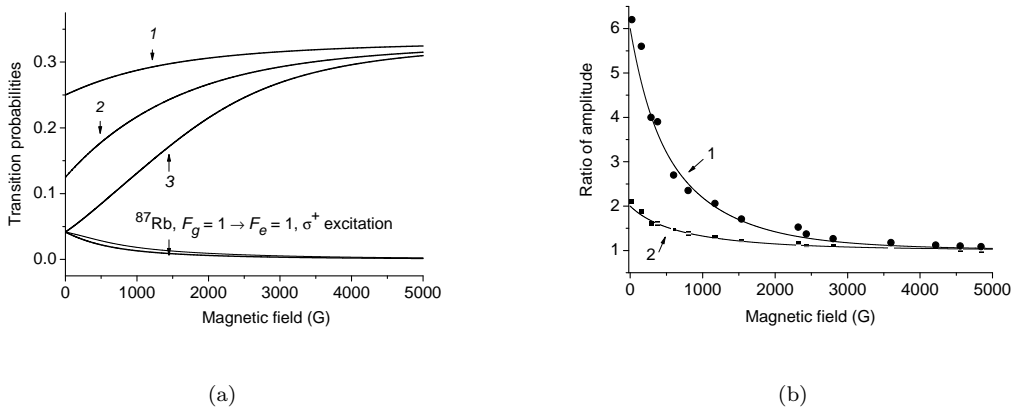 Transition probabilities
0.3
0.2
0.1
0.0
1
2
3
⁸⁷Rb, F_g = 1 → F_e = 1, σ⁺ excitation
0 1000 2000 3000 4000 5000
Magnetic field (G)
(a)
Ratio of amplitude
6
5
4
3
2
1
1
2
0 1000 2000 3000 4000 5000
Magnetic field (G)
(b)